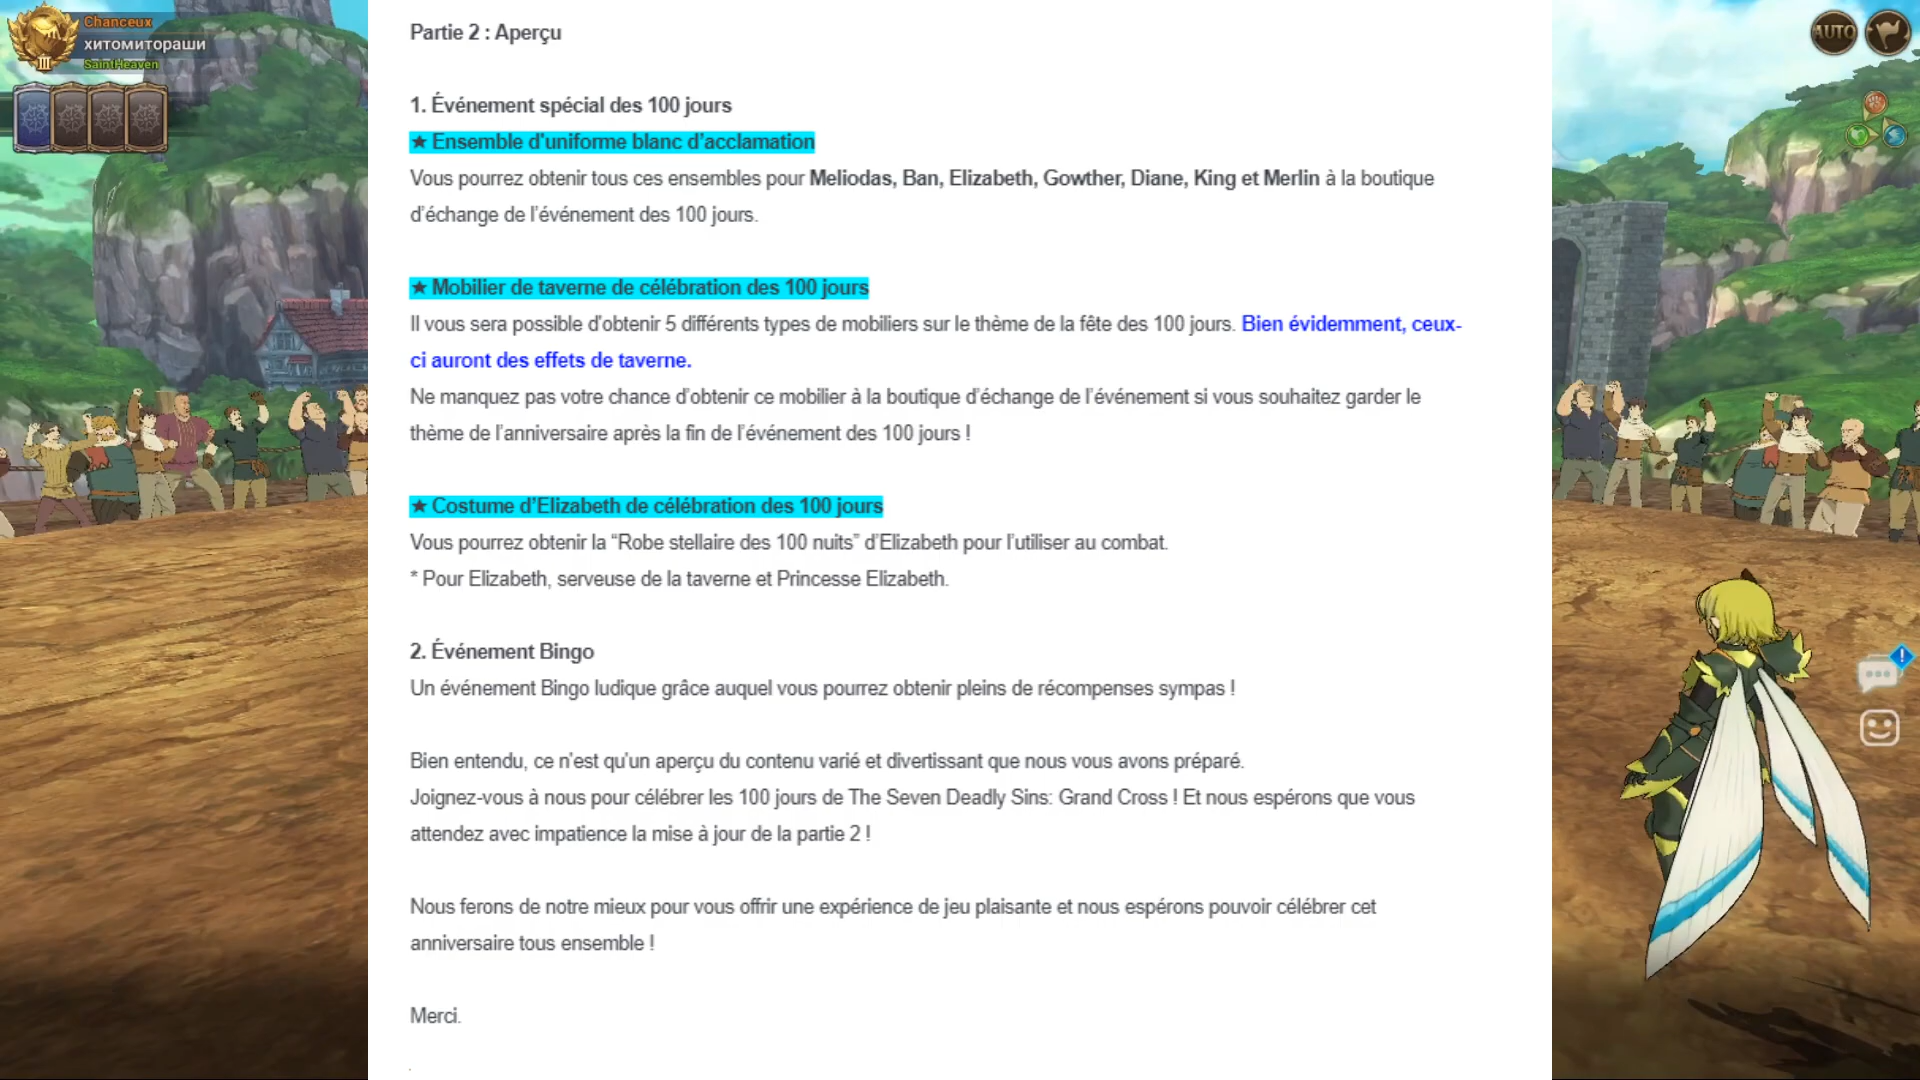 Chanceux
хитомитораши
SaintHeaven
III
AUTO
Partie 2 : Aperçu
1. Événement spécial des 100 jours
★ Ensemble d'uniforme blanc d'acclamation
Vous pourrez obtenir tous ces ensembles pour Meliodas, Ban, Elizabeth, Gowther, Diane, King et Merlin à la boutique
d'échange de l'événement des 100 jours.
★ Mobilier de taverne de célébration des 100 jours
Il vous sera possible d'obtenir 5 différents types de mobiliers sur le thème de la fête des 100 jours. Bien évidemment, ceux-
ci auront des effets de taverne.
Ne manquez pas votre chance d'obtenir ce mobilier à la boutique d'échange de l'événement si vous souhaitez garder le
thème de l'anniversaire après la fin de l'événement des 100 jours !
★ Costume d'Elizabeth de célébration des 100 jours
Vous pourrez obtenir la “Robe stellaire des 100 nuits” d'Elizabeth pour l'utiliser au combat.
* Pour Elizabeth, serveuse de la taverne et Princesse Elizabeth.
2. Événement Bingo
Un événement Bingo ludique grâce auquel vous pourrez obtenir pleins de récompenses sympas !
Bien entendu, ce n'est qu'un aperçu du contenu varié et divertissant que nous vous avons préparé.
Joignez-vous à nous pour célébrer les 100 jours de The Seven Deadly Sins: Grand Cross ! Et nous espérons que vous
attendez avec impatience la mise à jour de la partie 2 !
Nous ferons de notre mieux pour vous offrir une expérience de jeu plaisante et nous espérons pouvoir célébrer cet
anniversaire tous ensemble !
Merci.